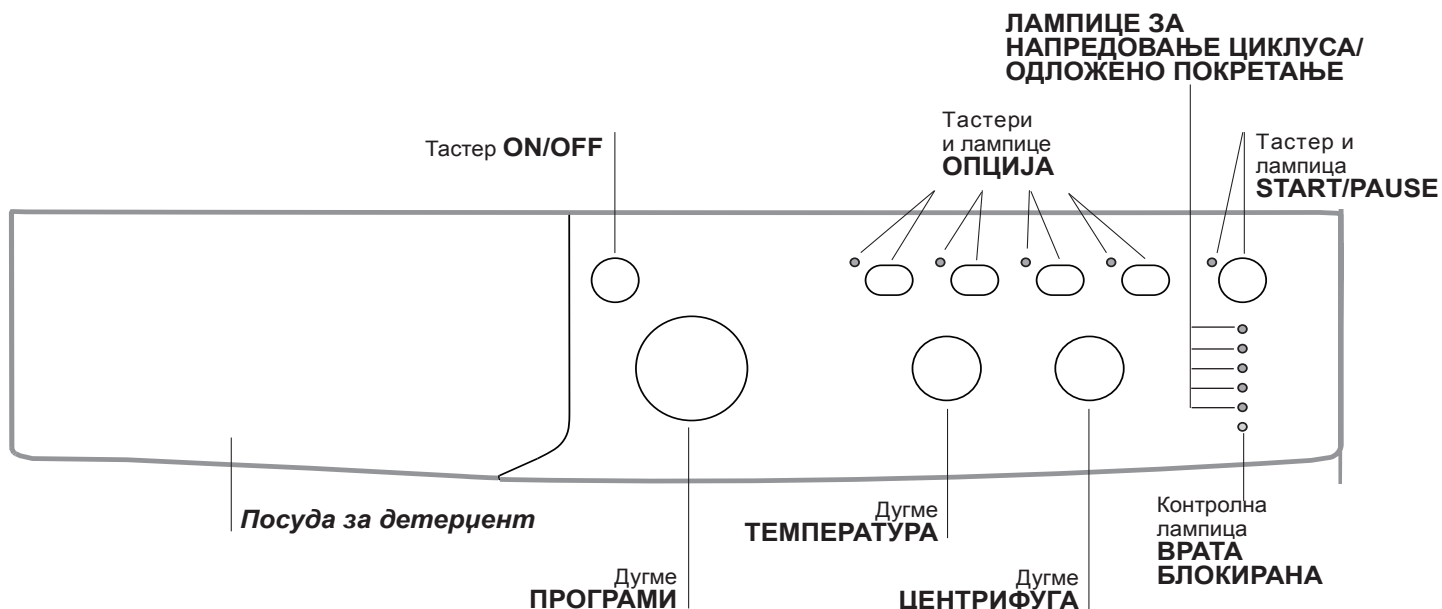 ЛАМПИЦЕ ЗА
НАПРЕДОВАЊЕ ЦИКЛУСА/
ОДЛОЖЕНО ПОКРЕТАЊЕ
Тастер ON/OFF
Тастери
и лампице
ОПЦИЈА
Тастер и
лампица
START/PAUSE
Посуда за детерџент
Дугме
ПРОГРАМИ
Дугме
ТЕМПЕРАТУРА
Дугме
ЦЕНТРИФУГА
Контролна
лампица
ВРАТА
БЛОКИРАНА